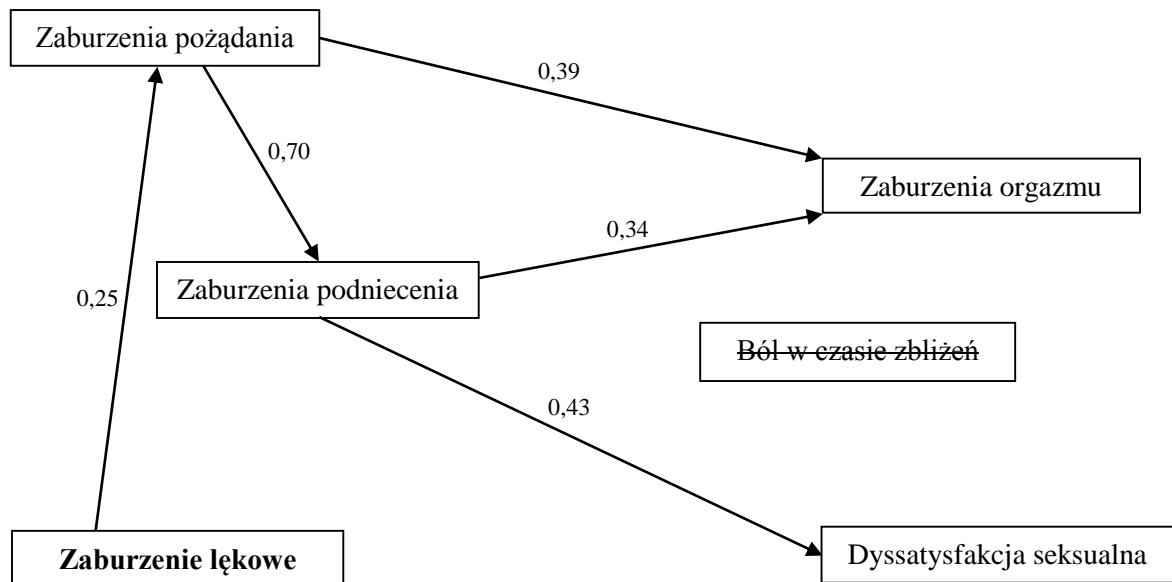 Zaburzenia pożądania
0,39
0,70
Zaburzenia orgazmu
0,34
Zaburzenia podniecenia
0,25
Ból w czasie zbliżeń
0,43
Zaburzenie lękowe
Dyssatysfakcja seksualna